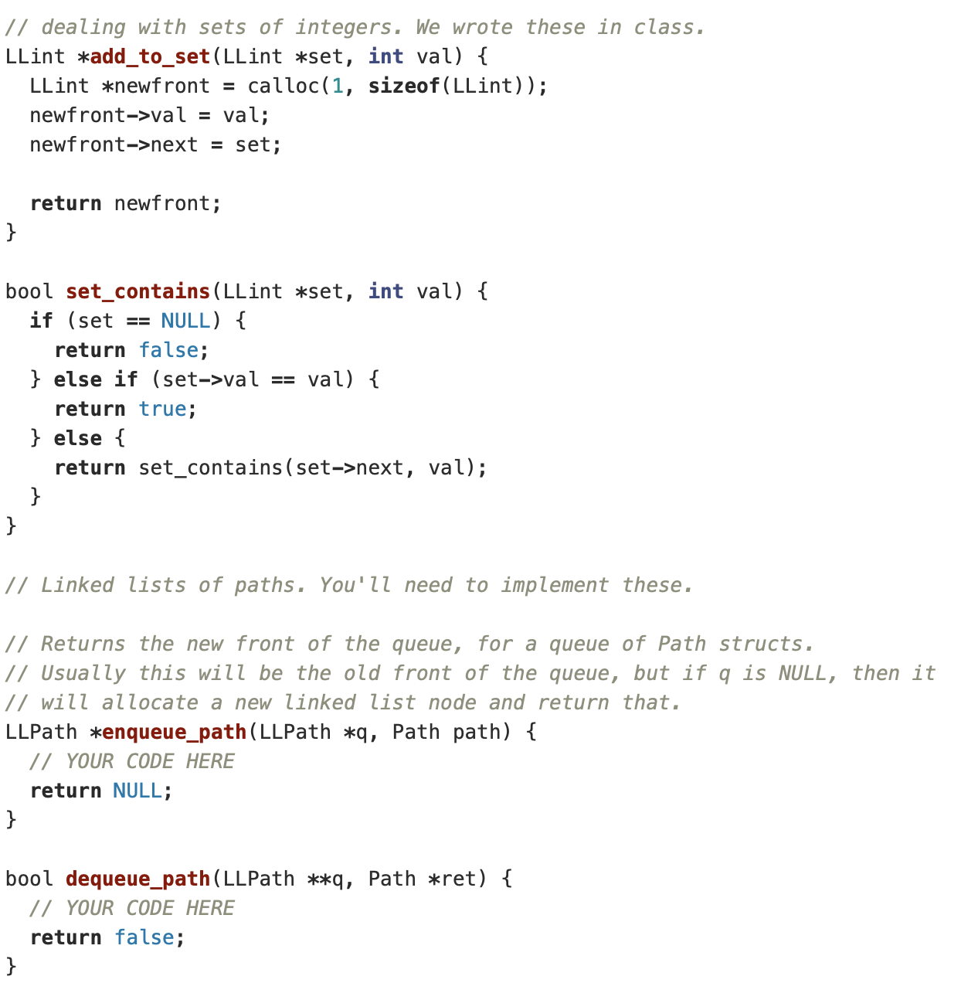 // dealing with sets of integers. We wrote these in class.
LLint *add_to_set(LLint *set, int val) {
  LLint *newfront = calloc(1, sizeof(LLint));
  newfront->val = val;
  newfront->next = set;

  return newfront;
}

bool set_contains(LLint *set, int val) {
  if (set == NULL) {
    return false;
  } else if (set->val == val) {
    return true;
  } else {
    return set_contains(set->next, val);
  }
}

// Linked lists of paths. You'll need to implement these.

// Returns the new front of the queue, for a queue of Path structs.
// Usually this will be the old front of the queue, but if q is NULL, then it
// will allocate a new linked list node and return that.
LLPath *enqueue_path(LLPath *q, Path path) {
  // YOUR CODE HERE
  return NULL;
}

bool dequeue_path(LLPath **q, Path *ret) {
  // YOUR CODE HERE
  return false;
}